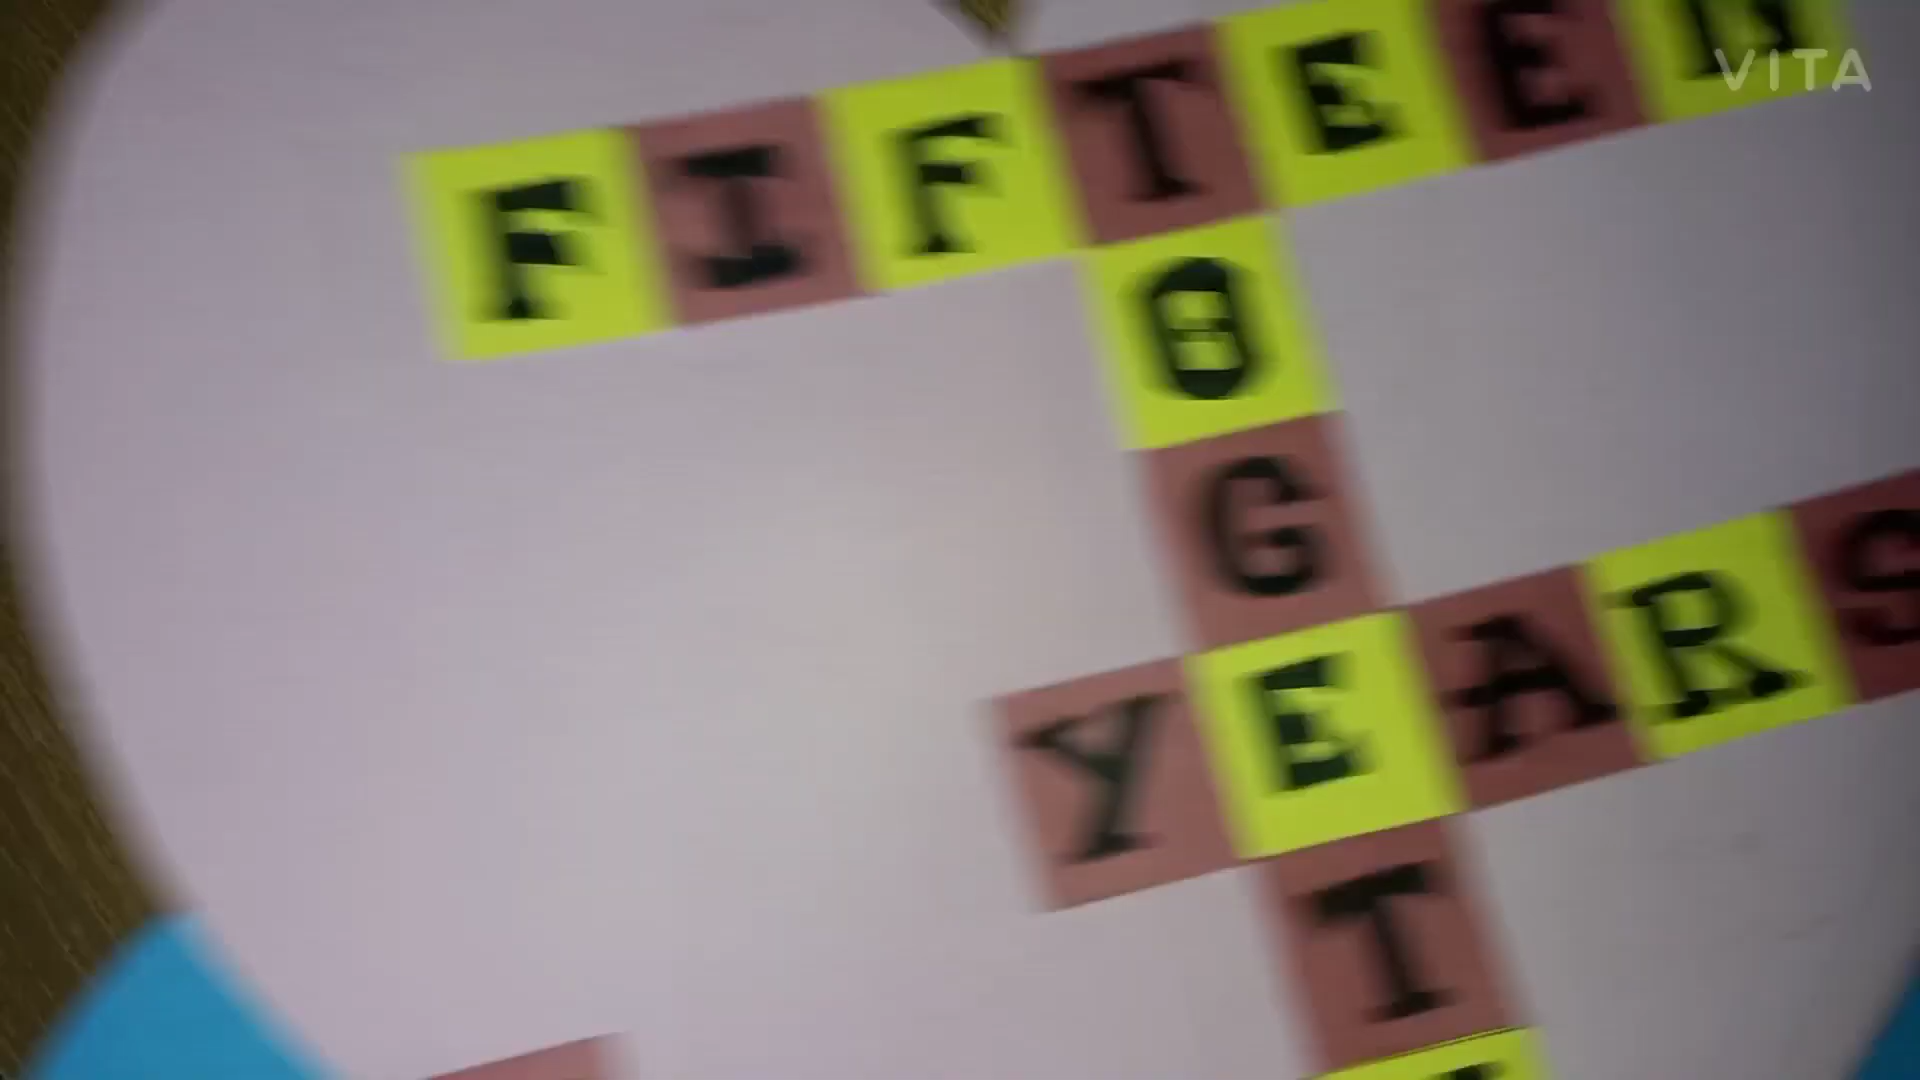 VITA
FIFTEEN
O
G
YEARS
T